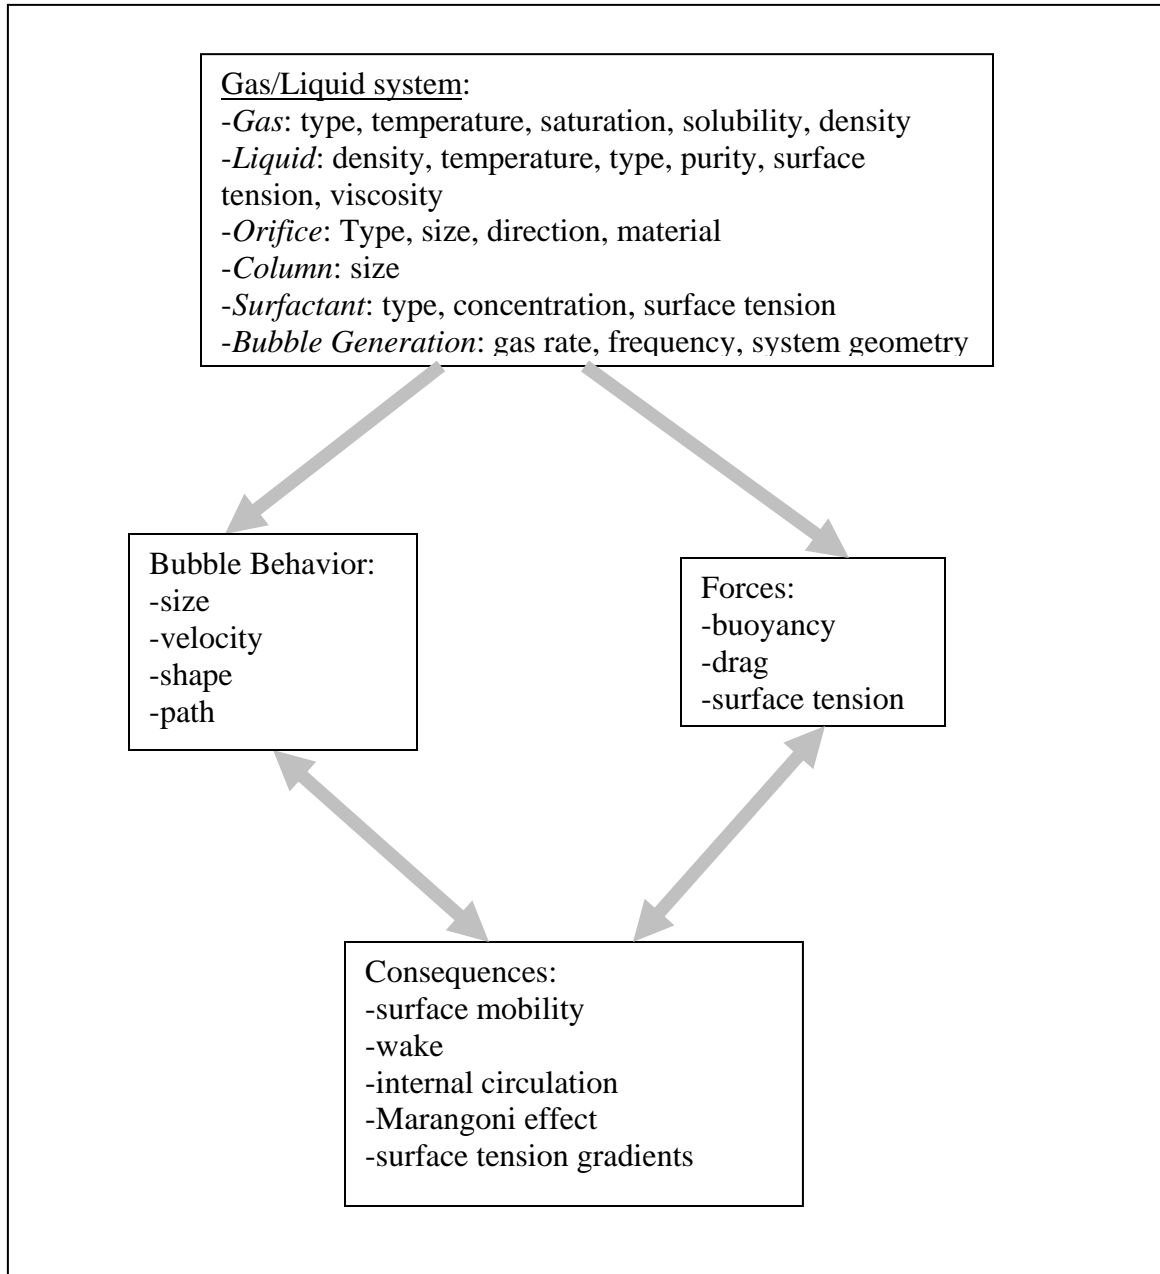 Gas/Liquid system:
-Gas: type, temperature, saturation, solubility, density
-Liquid: density, temperature, type, purity, surface
tension, viscosity
-Orifice: Type, size, direction, material
-Column: size
-Surfactant: type, concentration, surface tension
-Bubble Generation: gas rate, frequency, system geometry
Bubble Behavior:
-size
-velocity
-shape
-path
Forces:
-buoyancy
-drag
-surface tension
Consequences:
-surface mobility
-wake
-internal circulation
-Marangoni effect
-surface tension gradients